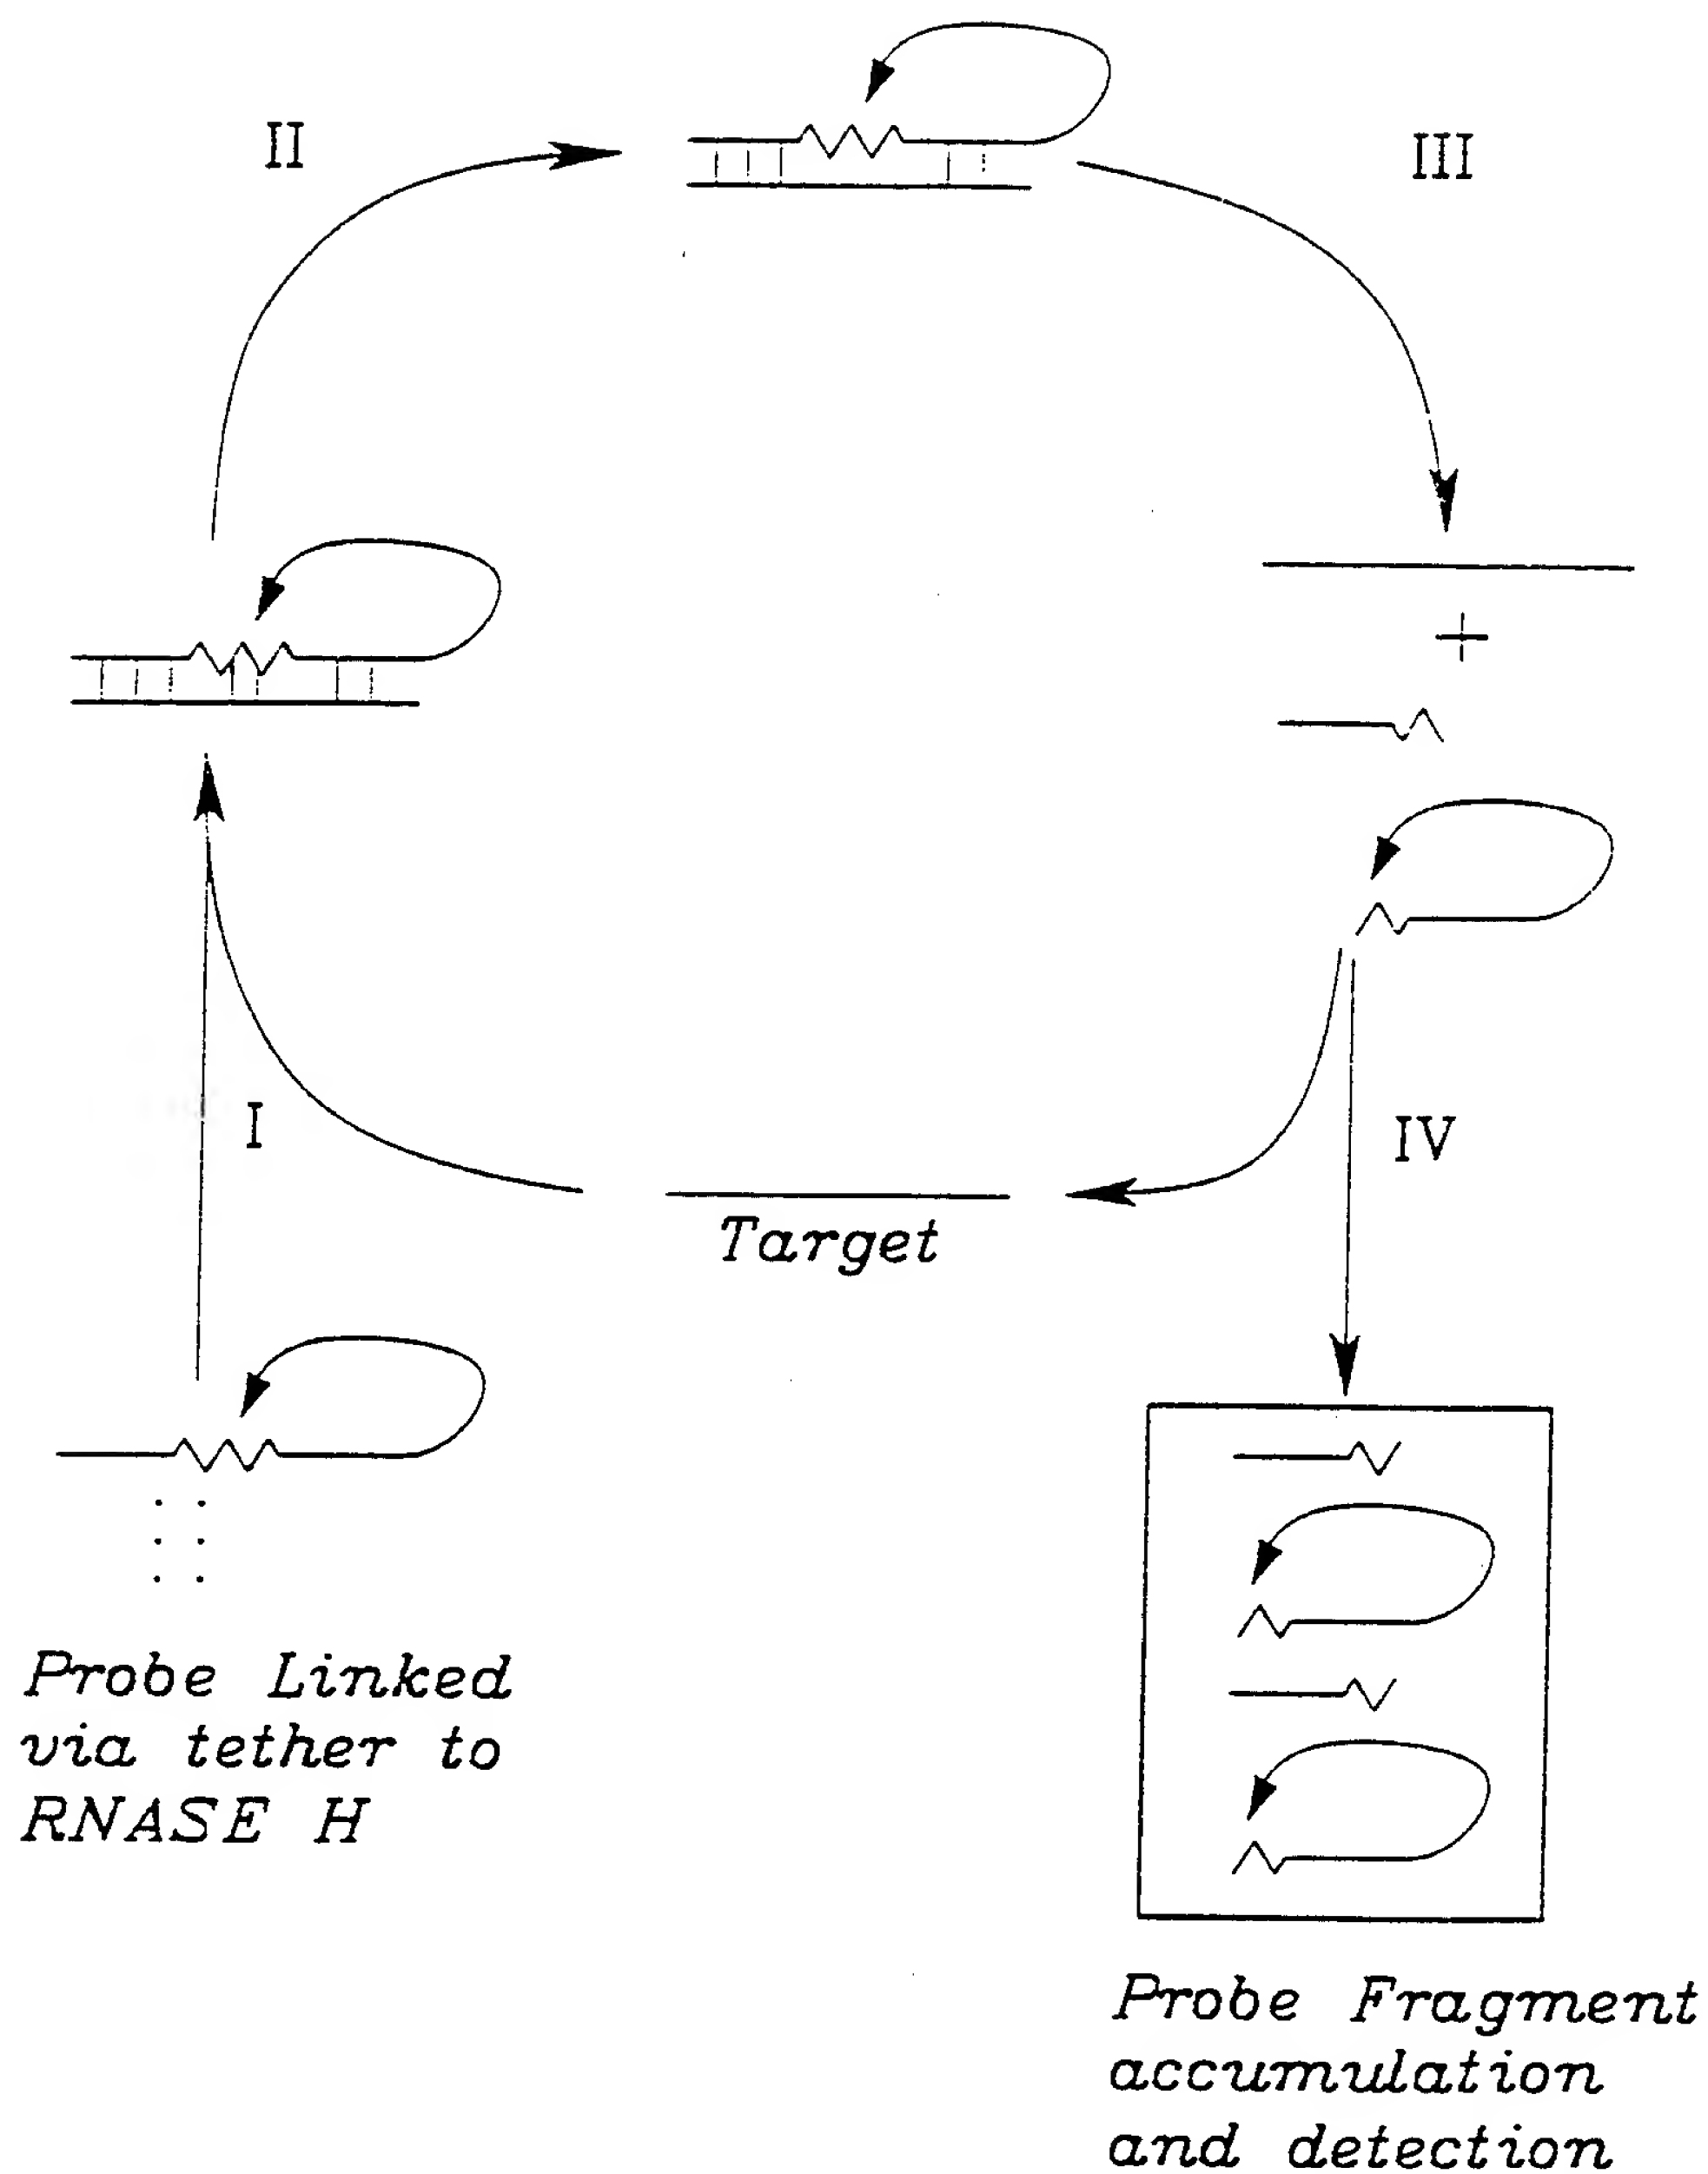 II
III
I
IV
Target
Probe Linked
via tether to
RNASE H
Probe Fragment
accumulation
and detection